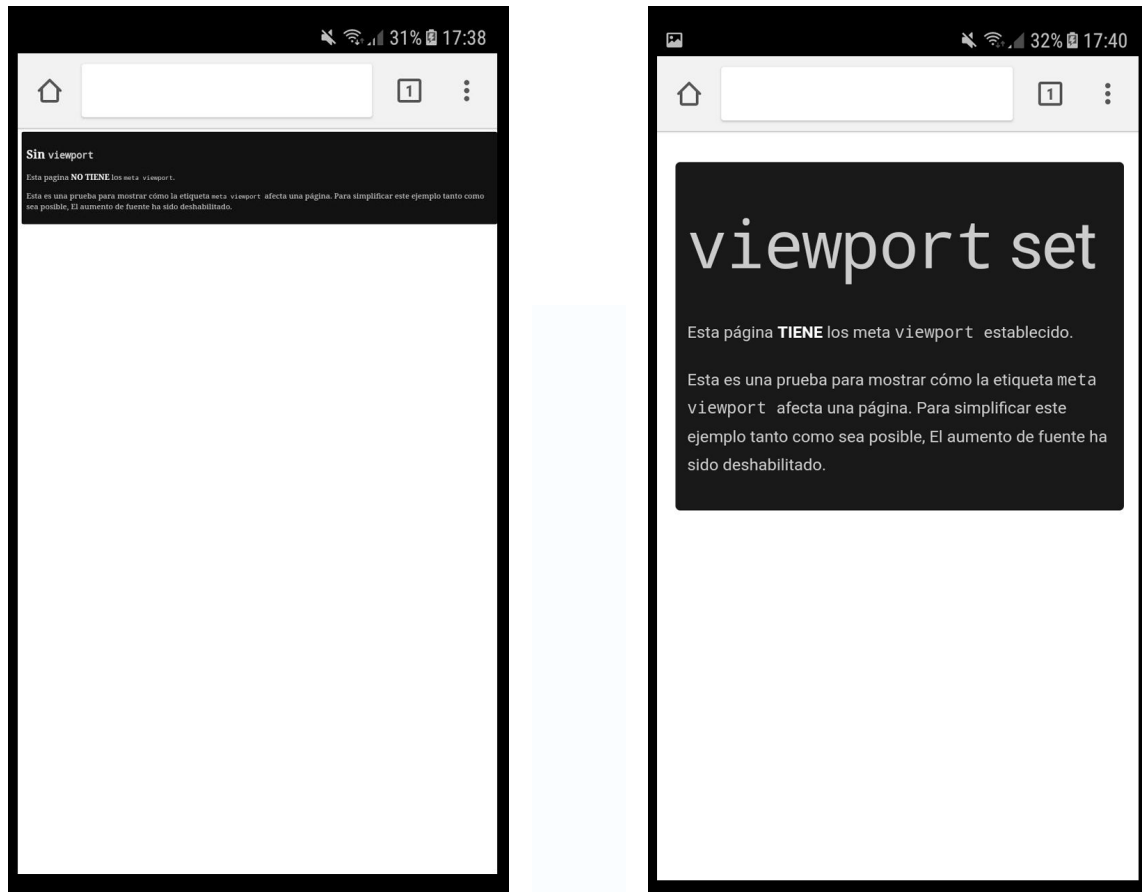 31% 17:38
1
Sin viewport
Esta pagina NO TIENE los meta viewport.
Esta es una prueba para mostrar cómo la etiqueta meta viewport afecta una página. Para simplificar este ejemplo tanto como
sea posible, El aumento de fuente ha sido deshabilitado.
32% 17:40
1
viewport set
Esta página TIENE los meta viewport establecido.
Esta es una prueba para mostrar cómo la etiqueta meta
viewport afecta una página. Para simplificar este
ejemplo tanto como sea posible, El aumento de fuente ha
sido deshabilitado.